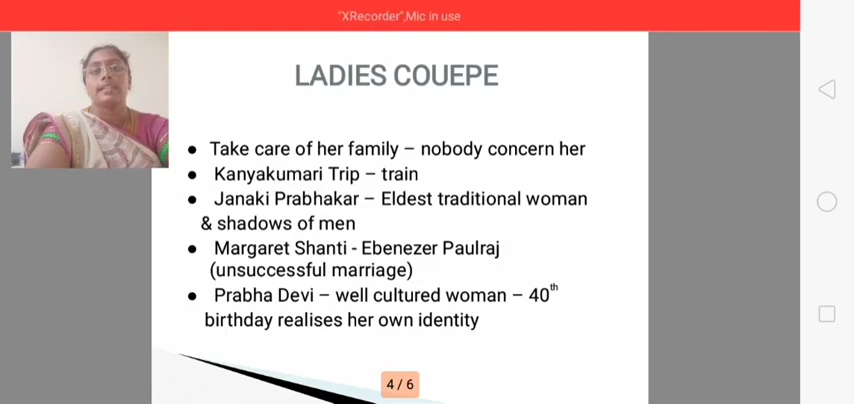 "XRecorder",Mic in use
LADIES COUEPE
● Take care of her family – nobody concern her
● Kanyakumari Trip – train
● Janaki Prabhakar – Eldest traditional woman
& shadows of men
● Margaret Shanti - Ebenezer Paulraj
(unsuccessful marriage)
● Prabha Devi – well cultured woman – 40th
birthday realises her own identity
4 / 6